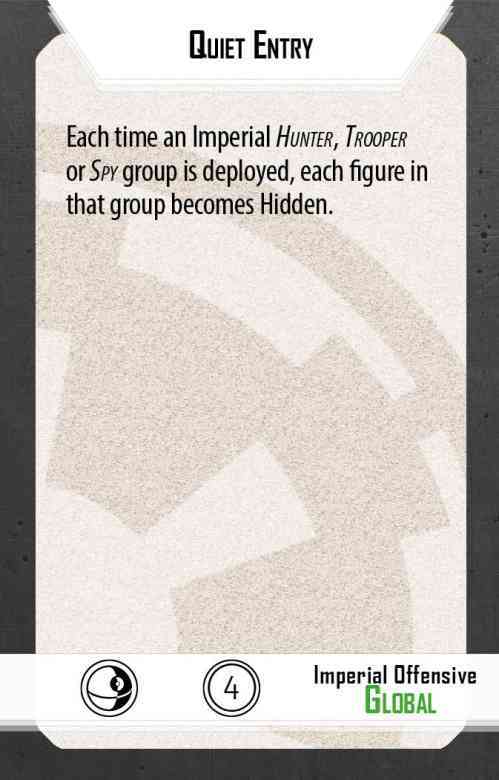 Quiet Entry
Each time an Imperial Hunter, Trooper
or Spy group is deployed, each figure in
that group becomes Hidden.
4
Imperial Offensive
Global